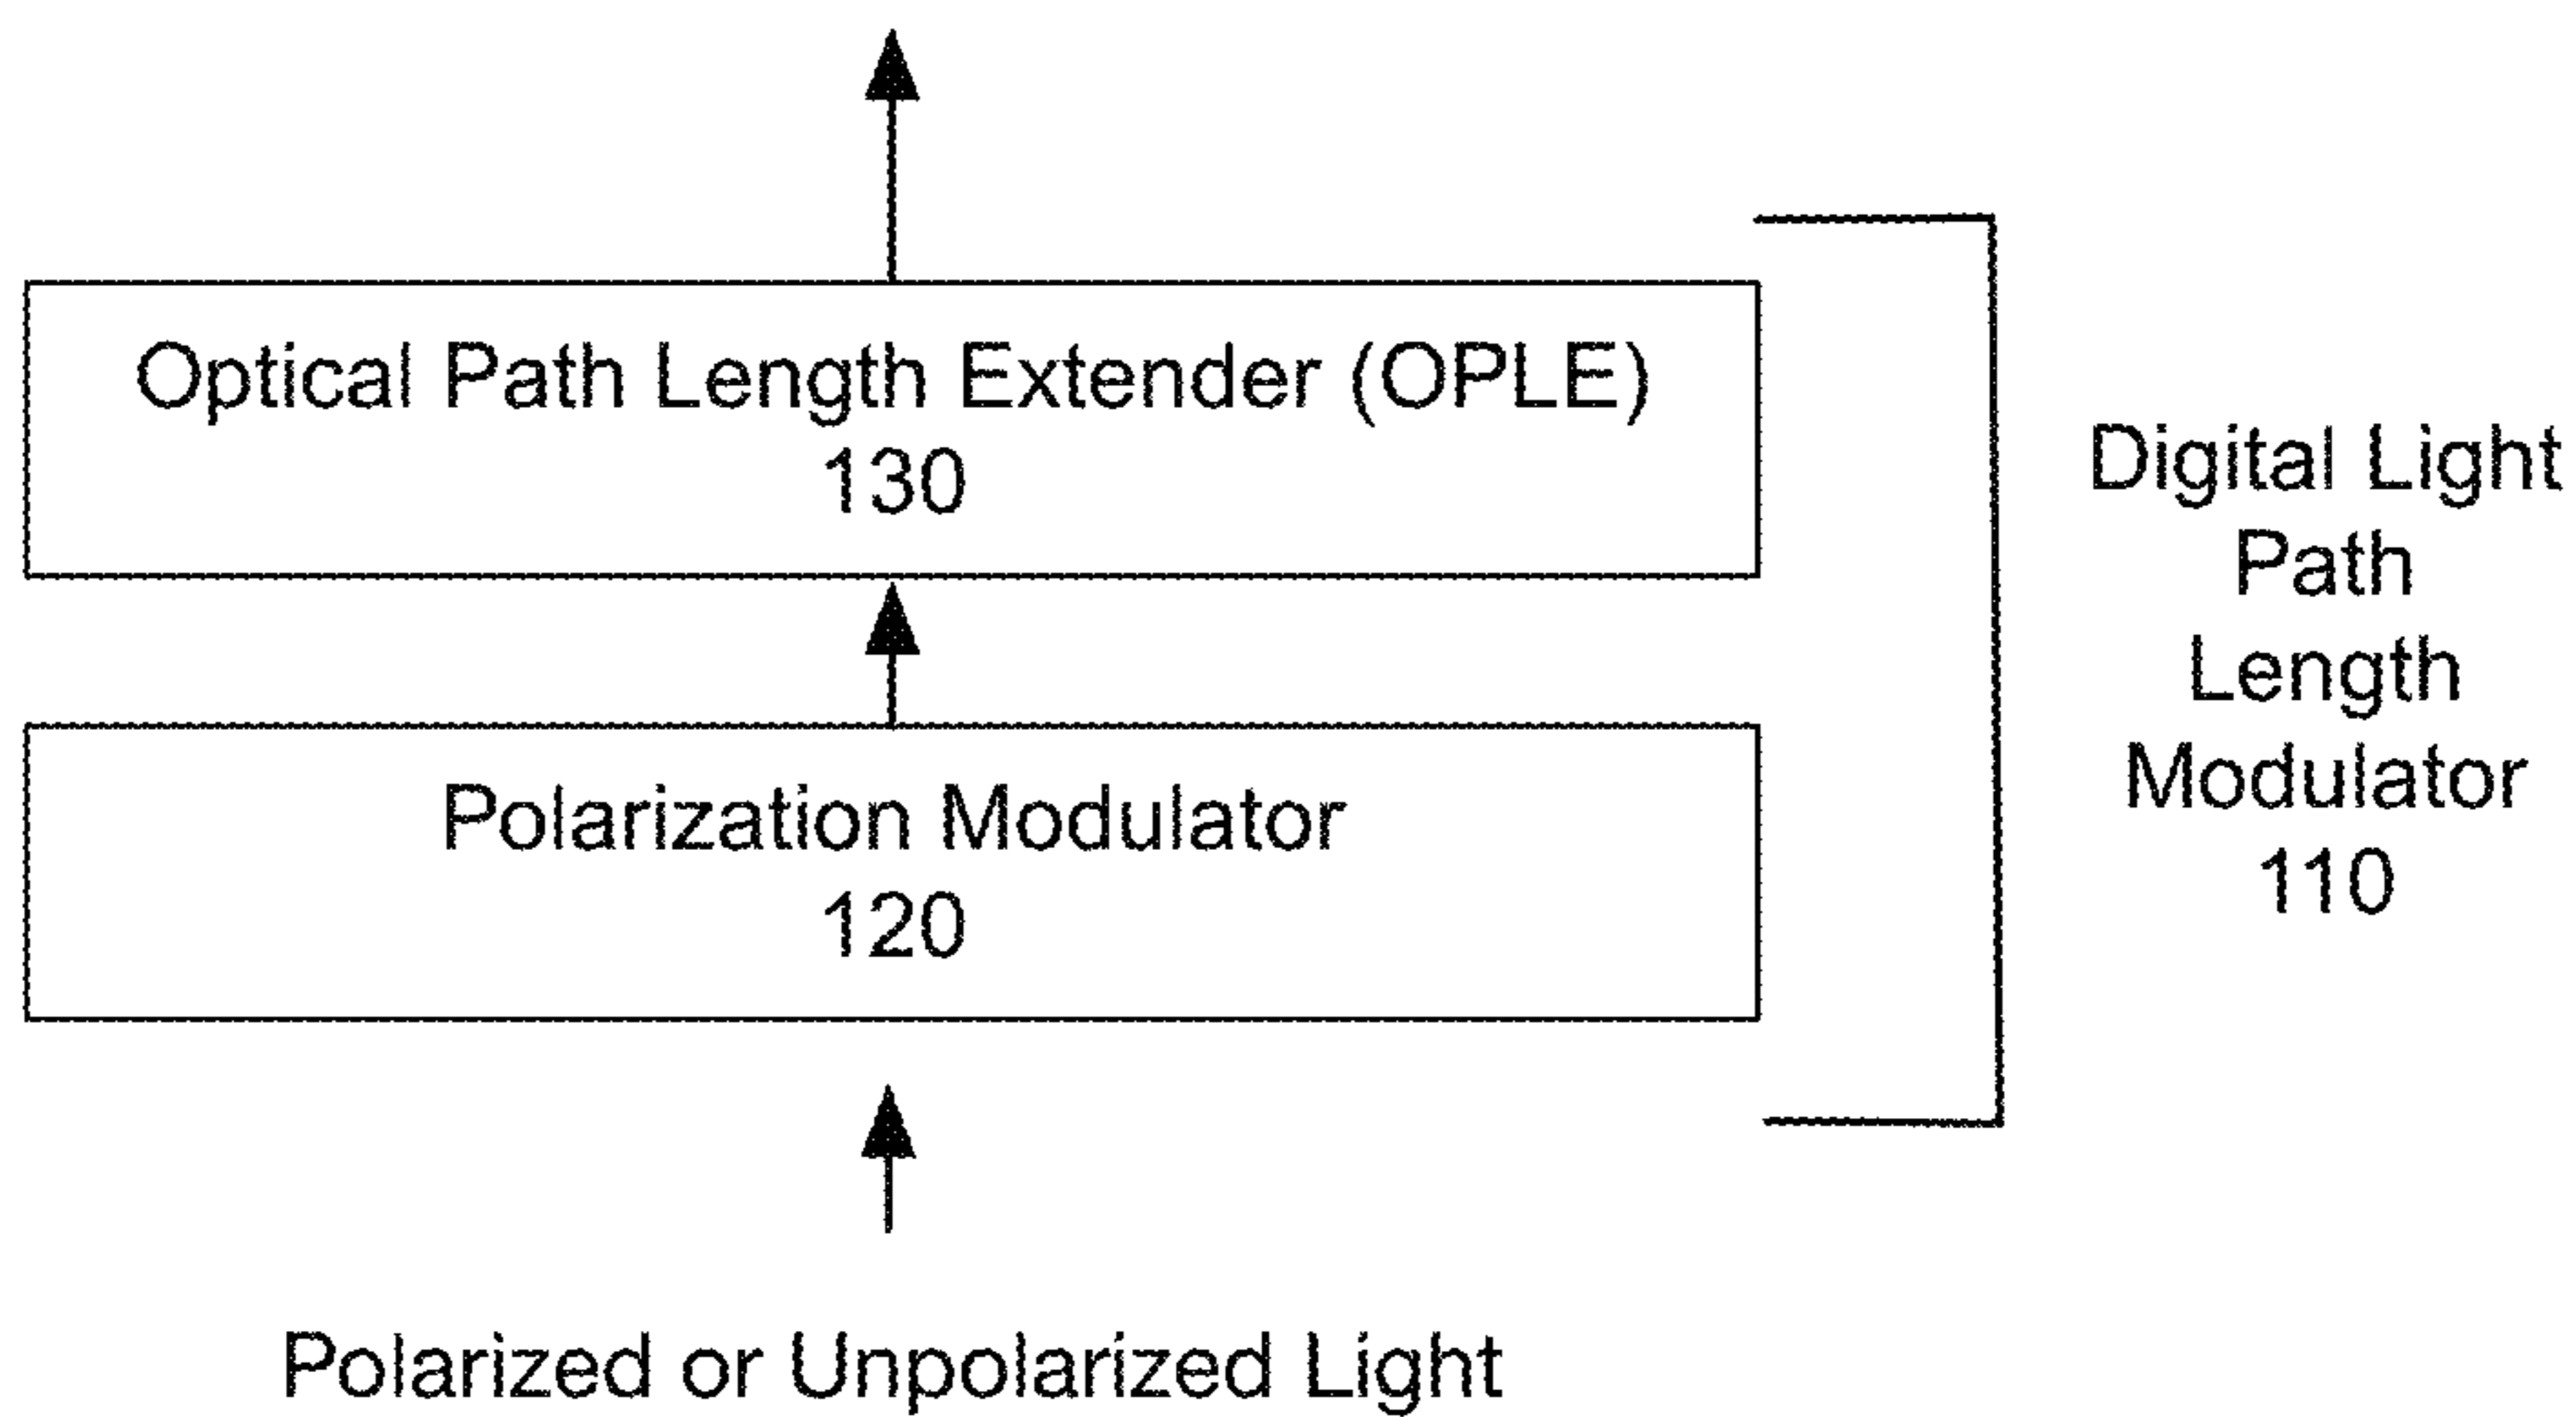 Optical Path Length Extender (OPLE)
130
Polarization Modulator
120
Digital Light
Path
Length
Modulator
110
Polarized or Unpolarized Light